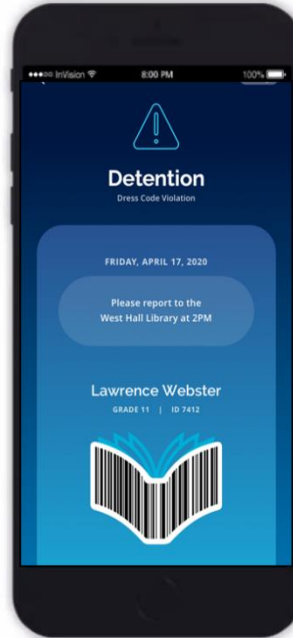 InVision 8:00 PM 100%
Detention
Dress Code Violation
FRIDAY, APRIL 17, 2020
Please report to the
West Hall Library at 2PM
Lawrence Webster
GRADE 11 | ID 7412